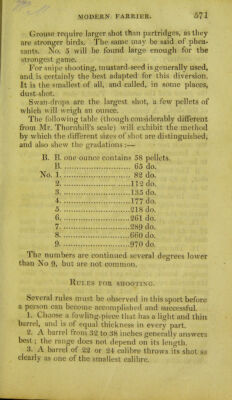 MODERN FARRIER. 571
Grouse require larger shot than partridges, as they
are stronger birds. The same may be said of phea-
sants. No. 5 will be found large enough for the
strongest game.
For snipe shooting, mustard-seed is generally used,
and is certainly the best adapted for this diversion.
It is the smallest of all, and called, in some places,
dust-shot.
Swan-drops are the largest shot, a few pellets of
which will weigh an ounce.
The following table (though considerably different
from Mr. Thornhill's scale) will exhibit the method
by which the different sizes of shot are distinguished,
and also shew the gradations :—
B. B. one ounce contains 58 pellets.
B. .......................... 65 do.
No. 1. .......................... 82 do.
2. ..........................112 do.
3. ..........................135 do.
4. ..........................177 do.
5. ..........................218 do.
6. ..........................261 do.
7. ..........................289 do.
8. ..........................660 do.
9. ..........................970 do.
The numbers are continued several degrees lower
than No 9, but are not common.
RULES FOR SHOOTING.
Several rules must be observed in this sport before
a person can become accomplished and successful.
1. Choose a fowling-piece that has a light and thin
barrel, and is of equal thickness in every part.
2. A barrel from 32 to 38 inches generally answers
best ; the range does not depend on its length.
3. A barrel of 22 or 24 calibre throws its shot as
clearly as one of the smallest calibre.